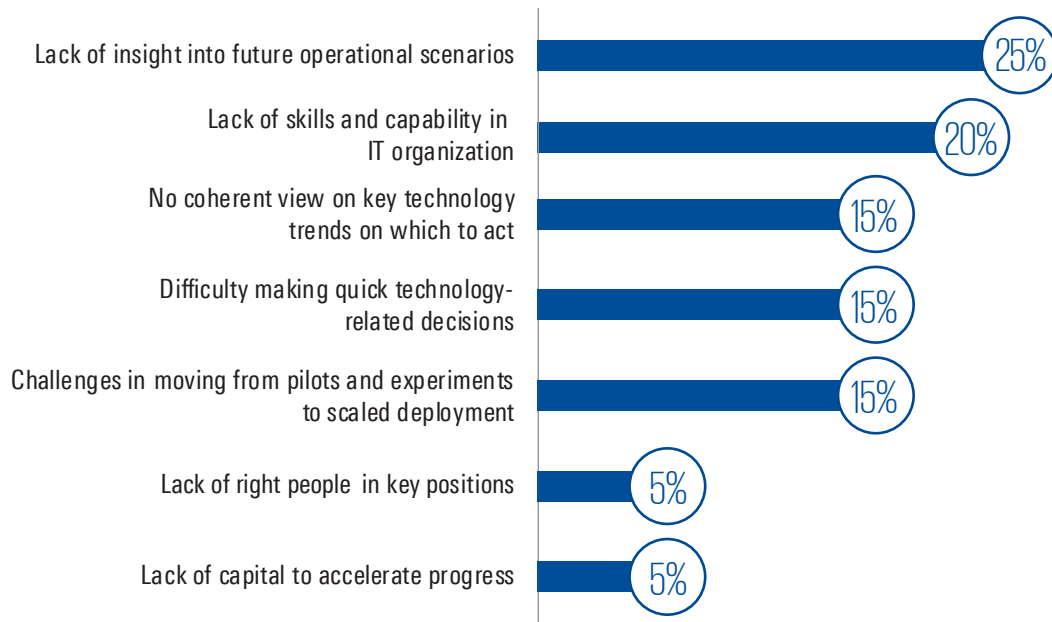 Lack of insight into future operational scenarios
25%
Lack of skills and capability in
IT organization
20%
No coherent view on key technology
trends on which to act
15%
Difficulty making quick technology-
related decisions
15%
Challenges in moving from pilots and experiments
to scaled deployment
15%
Lack of right people in key positions
5%
Lack of capital to accelerate progress
5%